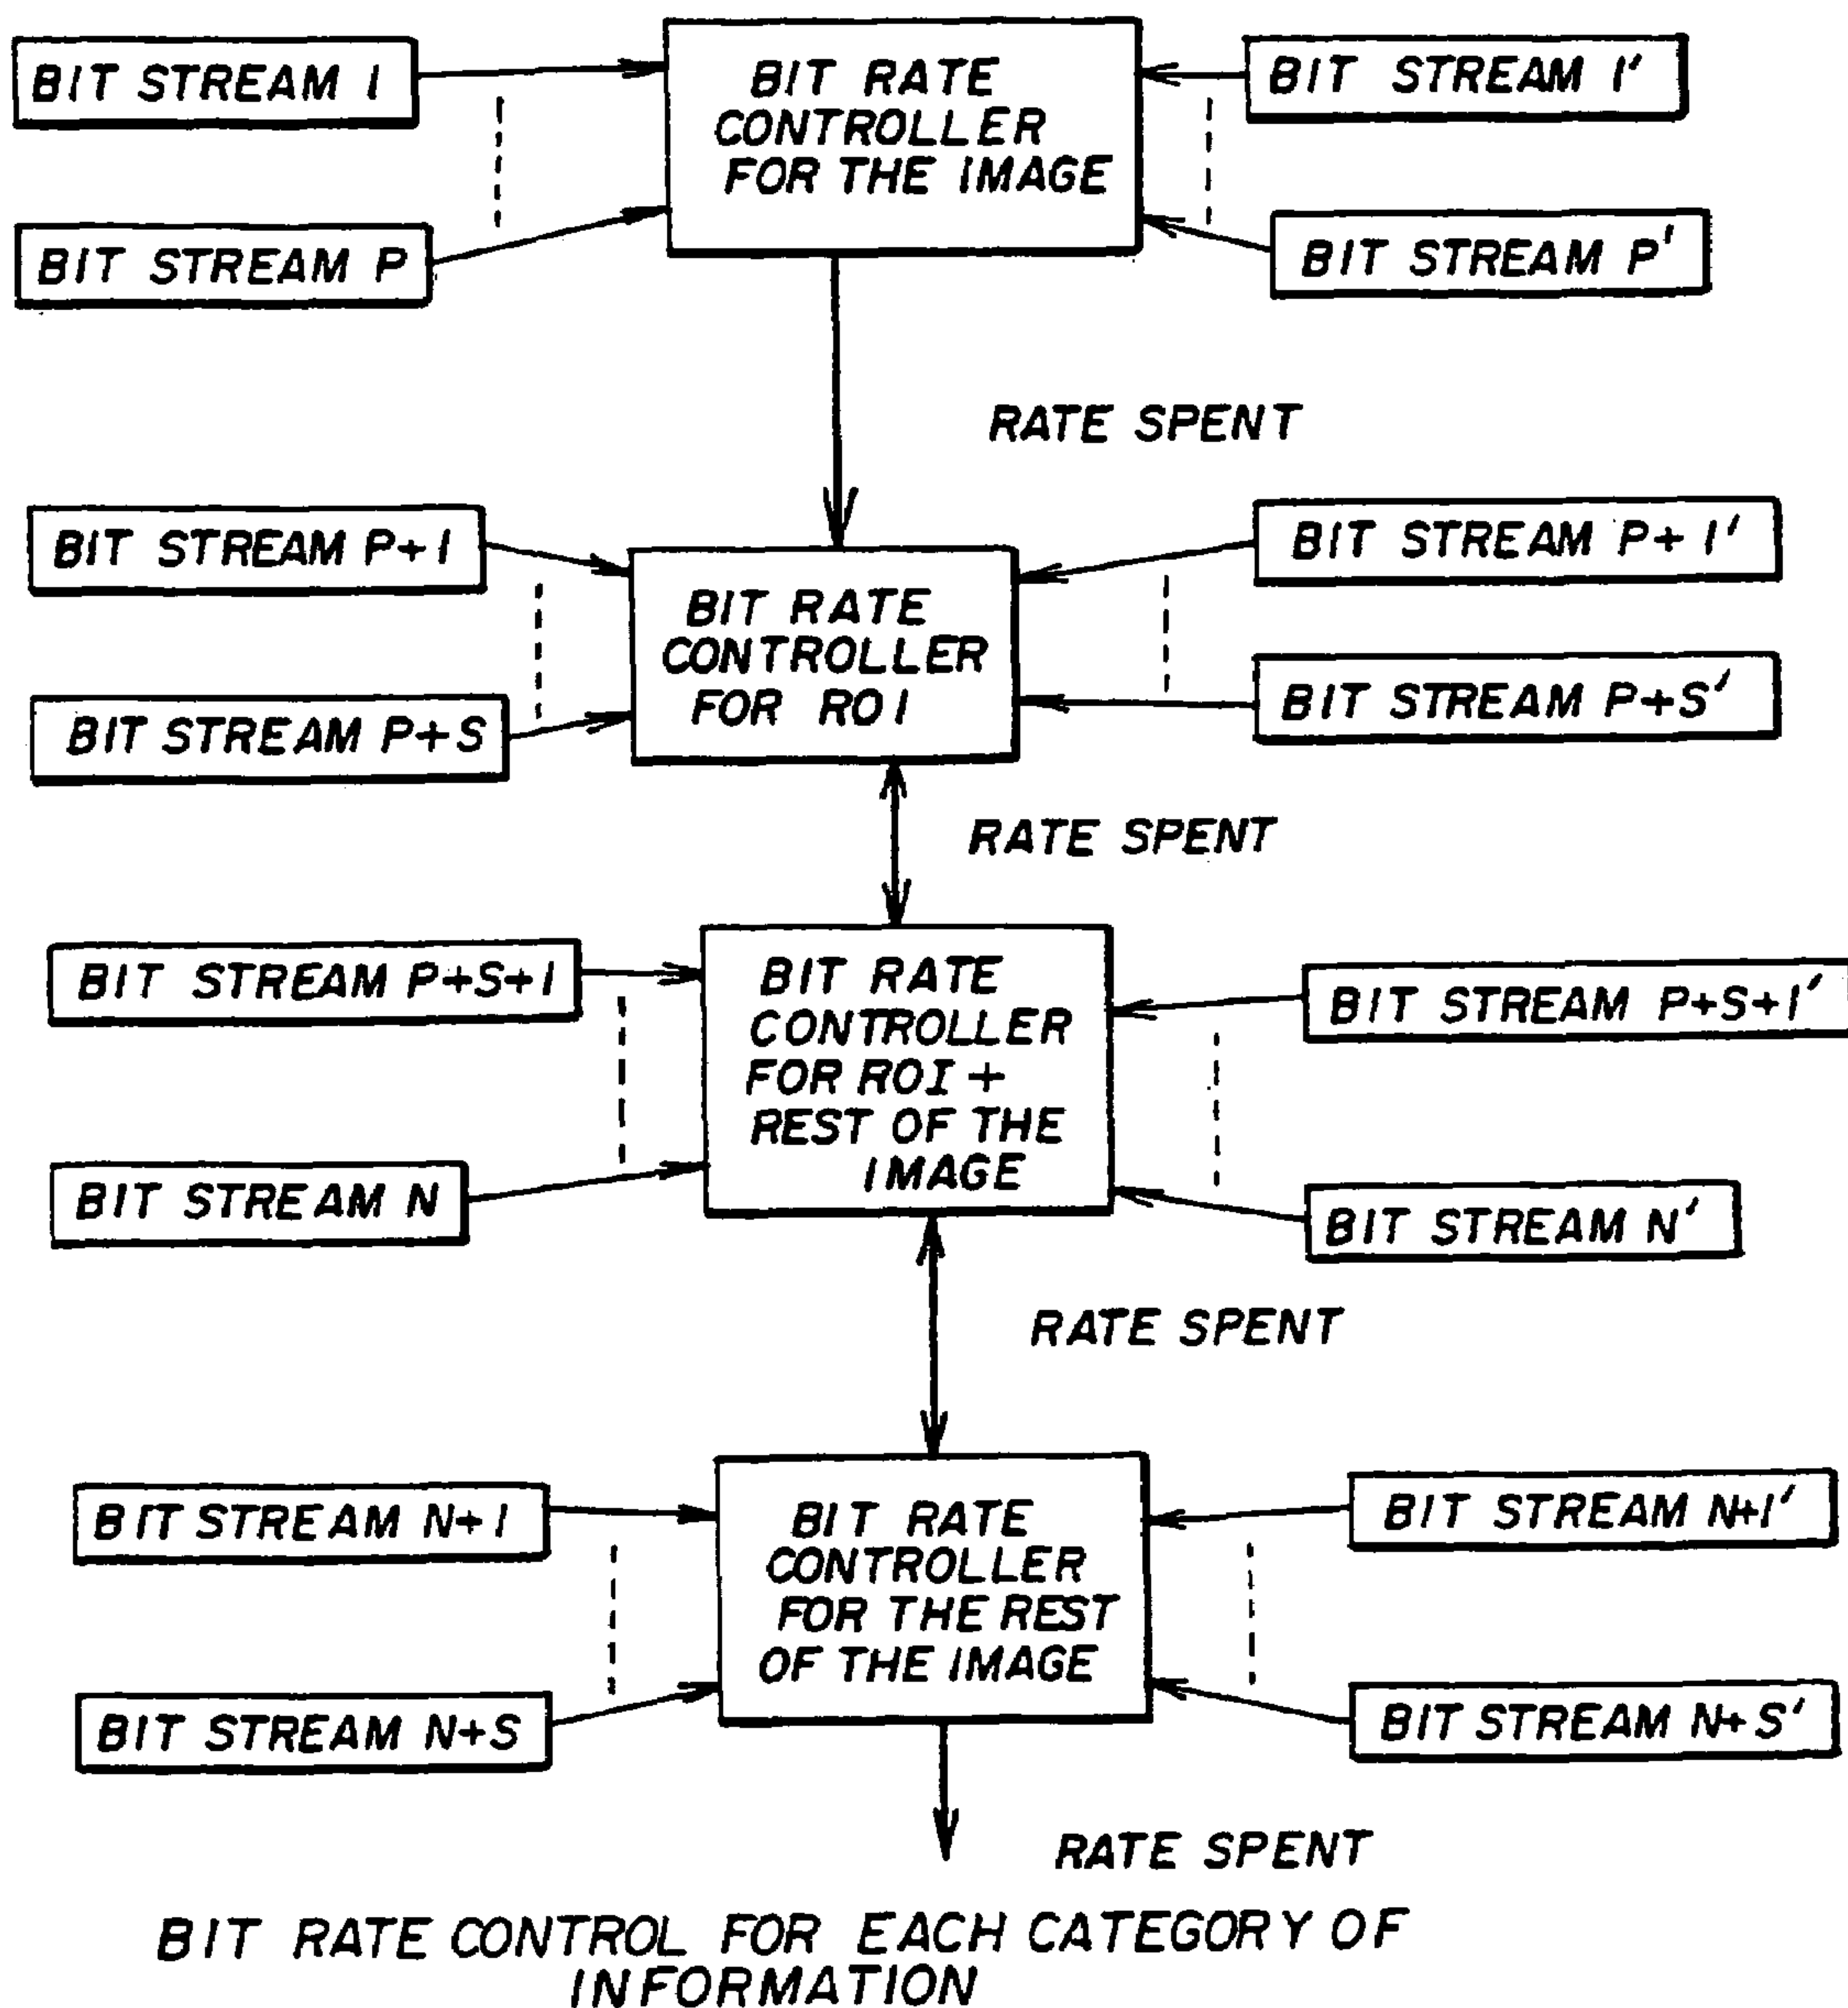 BIT STREAM 1
BIT RATE
CONTROLLER
FOR THE IMAGE
BIT STREAM 1'
BIT STREAM P
BIT STREAM P'
RATE SPENT
BIT STREAM P+1
BIT RATE
CONTROLLER
FOR ROI
BIT STREAM P+1'
BIT STREAM P+S
BIT STREAM P+S'
RATE SPENT
BIT STREAM P+S+1
BIT RATE
CONTROLLER
FOR ROI +
REST OF THE
IMAGE
BIT STREAM P+S+1'
BIT STREAM N
BIT STREAM N'
RATE SPENT
BIT STREAM N+1
BIT RATE
CONTROLLER
FOR THE REST
OF THE IMAGE
BIT STREAM N+1'
BIT STREAM N+S
BIT STREAM N+S'
RATE SPENT
BIT RATE CONTROL FOR EACH CATEGORY OF
INFORMATION